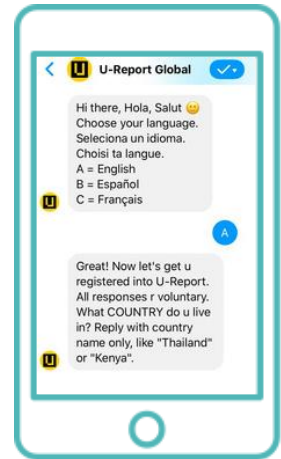 U-Report Global
Hi there, Hola, Salut 😀
Choose your language.
Seleciona un idioma.
Choisi ta langue.
A = English
B = Español
C = Français
U
A
Great! Now let's get u
registered into U-Report.
All responses r voluntary.
What COUNTRY do u live
in? Reply with country
name only, like "Thailand"
or "Kenya".
U